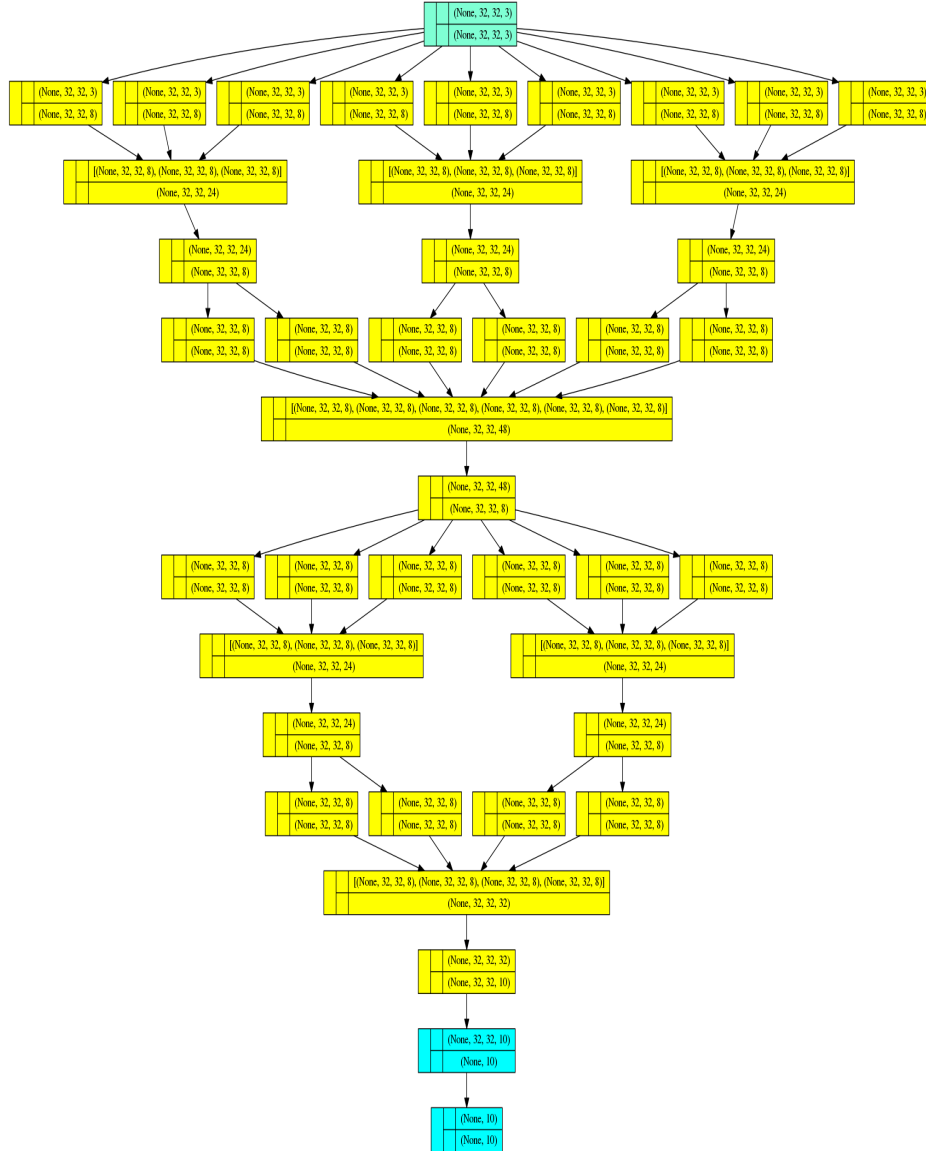 (None, 32, 32, 3)
(None, 32, 32, 3)
(None, 32, 32, 3) (None, 32, 32, 3) (None, 32, 32, 3) (None, 32, 32, 3) (None, 32, 32, 3) (None, 32, 32, 3) (None, 32, 32, 3) (None, 32, 32, 3) (None, 32, 32, 3)
(None, 32, 32, 8) (None, 32, 32, 8) (None, 32, 32, 8) (None, 32, 32, 8) (None, 32, 32, 8) (None, 32, 32, 8) (None, 32, 32, 8) (None, 32, 32, 8) (None, 32, 32, 8)
[(None, 32, 32, 8), (None, 32, 32, 8), (None, 32, 32, 8)] [(None, 32, 32, 8), (None, 32, 32, 8), (None, 32, 32, 8)] [(None, 32, 32, 8), (None, 32, 32, 8), (None, 32, 32, 8)]
(None, 32, 32, 24) (None, 32, 32, 24) (None, 32, 32, 24)
(None, 32, 32, 24) (None, 32, 32, 24) (None, 32, 32, 24)
(None, 32, 32, 8) (None, 32, 32, 8) (None, 32, 32, 8)
(None, 32, 32, 8) (None, 32, 32, 8) (None, 32, 32, 8) (None, 32, 32, 8) (None, 32, 32, 8) (None, 32, 32, 8)
(None, 32, 32, 8) (None, 32, 32, 8) (None, 32, 32, 8) (None, 32, 32, 8) (None, 32, 32, 8) (None, 32, 32, 8)
[(None, 32, 32, 8), (None, 32, 32, 8), (None, 32, 32, 8), (None, 32, 32, 8), (None, 32, 32, 8), (None, 32, 32, 8)]
(None, 32, 32, 48)
(None, 32, 32, 48)
(None, 32, 32, 8)
(None, 32, 32, 8) (None, 32, 32, 8) (None, 32, 32, 8) (None, 32, 32, 8) (None, 32, 32, 8) (None, 32, 32, 8)
(None, 32, 32, 8) (None, 32, 32, 8) (None, 32, 32, 8) (None, 32, 32, 8) (None, 32, 32, 8) (None, 32, 32, 8)
[(None, 32, 32, 8), (None, 32, 32, 8), (None, 32, 32, 8)] [(None, 32, 32, 8), (None, 32, 32, 8), (None, 32, 32, 8)]
(None, 32, 32, 24) (None, 32, 32, 24)
(None, 32, 32, 24) (None, 32, 32, 24)
(None, 32, 32, 8) (None, 32, 32, 8)
(None, 32, 32, 8) (None, 32, 32, 8) (None, 32, 32, 8) (None, 32, 32, 8)
(None, 32, 32, 8) (None, 32, 32, 8) (None, 32, 32, 8) (None, 32, 32, 8)
[(None, 32, 32, 8), (None, 32, 32, 8), (None, 32, 32, 8), (None, 32, 32, 8)]
(None, 32, 32, 32)
(None, 32, 32, 32)
(None, 32, 32, 10)
(None, 32, 32, 10)
(None, 10)
(None, 10)
(None, 10)